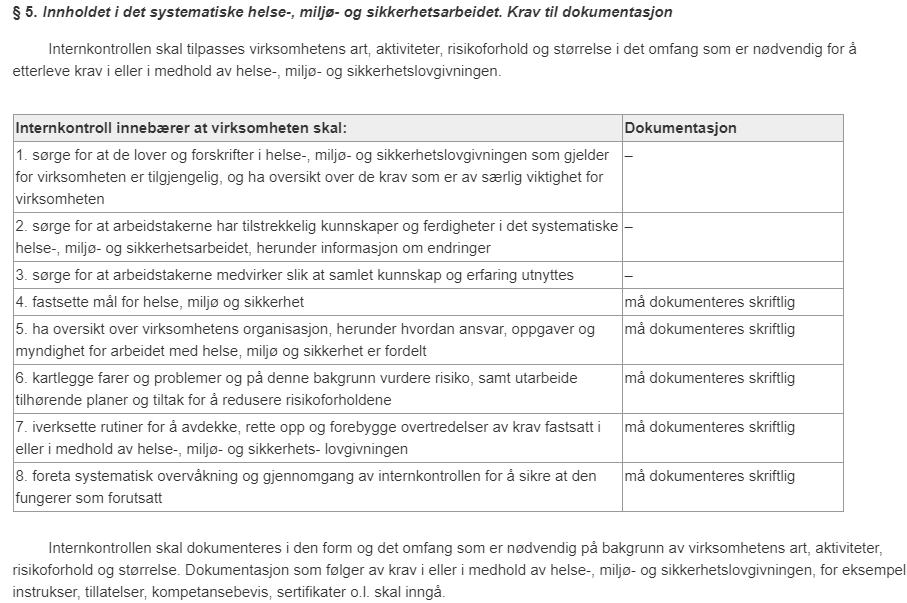 § 5. Innholdet i det systematiske helse-, miljø- og sikkerhetsarbeidet. Krav til dokumentasjon
Internkontrollen skal tilpasses virksomhetens art, aktiviteter, risikoforhold og størrelse i det omfang som er nødvendig for å
etterleve krav i eller i medhold av helse-, miljø- og sikkerhetslovgivningen.
Internkontroll innebærer at virksomheten skal: Dokumentasjon
1. sørge for at de lover og forskrifter i helse-, miljø- og sikkerhetslovgivningen som gjelder –
for virksomheten er tilgjengelig, og ha oversikt over de krav som er av særlig viktighet for
virksomheten
2. sørge for at arbeidstakerne har tilstrekkelig kunnskaper og ferdigheter i det systematiske –
helse-, miljø- og sikkerhetsarbeidet, herunder informasjon om endringer
3. sørge for at arbeidstakerne medvirker slik at samlet kunnskap og erfaring utnyttes –
4. fastsette mål for helse, miljø og sikkerhet må dokumenteres skriftlig
5. ha oversikt over virksomhetens organisasjon, herunder hvordan ansvar, oppgaver og må dokumenteres skriftlig
myndighet for arbeidet med helse, miljø og sikkerhet er fordelt
6. kartlegge farer og problemer og på denne bakgrunn vurdere risiko, samt utarbeide må dokumenteres skriftlig
tilhørende planer og tiltak for å redusere risikoforholdene
7. iverksette rutiner for å avdekke, rette opp og forebygge overtredelser av krav fastsatt i må dokumenteres skriftlig
eller i medhold av helse-, miljø- og sikkerhets- lovgivningen
8. foreta systematisk overvåkning og gjennomgang av internkontrollen for å sikre at den må dokumenteres skriftlig
fungerer som forutsatt
Internkontrollen skal dokumenteres i den form og det omfang som er nødvendig på bakgrunn av virksomhetens art, aktiviteter,
risikoforhold og størrelse. Dokumentasjon som følger av krav i eller i medhold av helse-, miljø- og sikkerhetslovgivningen, for eksempel
instrukser, tillatelser, kompetansebevis, sertifikater o.l. skal inngå.